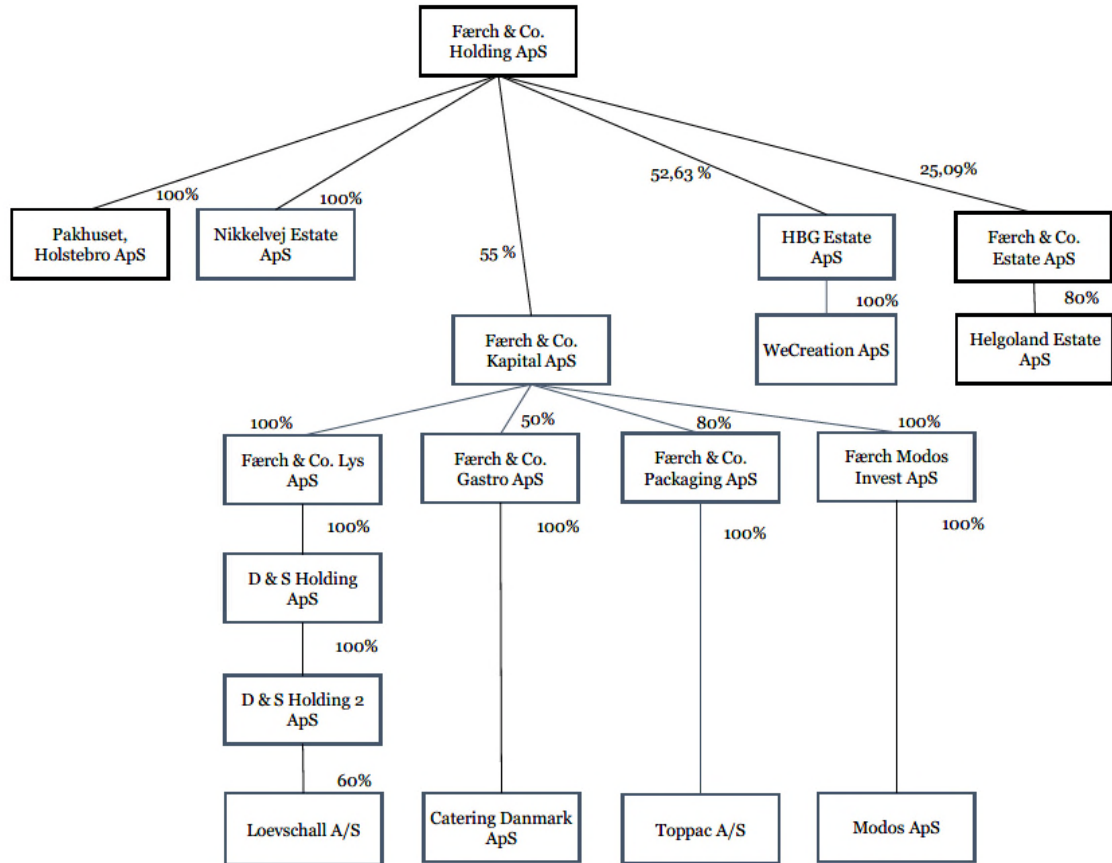 Færch & Co.
Holding ApS
100%
100%
55 %
52,63 %
25,09%
Pakhuset,
Holstebro ApS
Nikkelvej Estate
ApS
HBG Estate
ApS
Færch & Co.
Estate ApS
100%
80%
Færch & Co.
Kapital ApS
WeCreation ApS
Helgoland Estate
ApS
100%
50%
80%
100%
Færch & Co. Lys
ApS
Færch & Co.
Gastro ApS
Færch & Co.
Packaging ApS
Færch Modos
Invest ApS
100%
100%
100%
100%
D & S Holding
ApS
100%
D & S Holding 2
ApS
60%
Loevschall A/S
Catering Danmark
ApS
Toppac A/S
Modos ApS